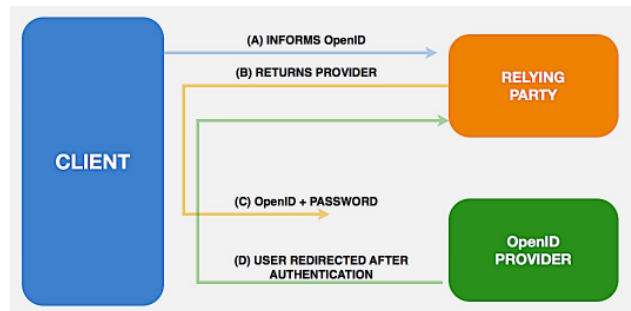 (A) INFORMS OpenID
(B) RETURNS PROVIDER
RELYING
PARTY
CLIENT
(C) OpenID + PASSWORD
(D) USER REDIRECTED AFTER
AUTHENTICATION
OpenID
PROVIDER